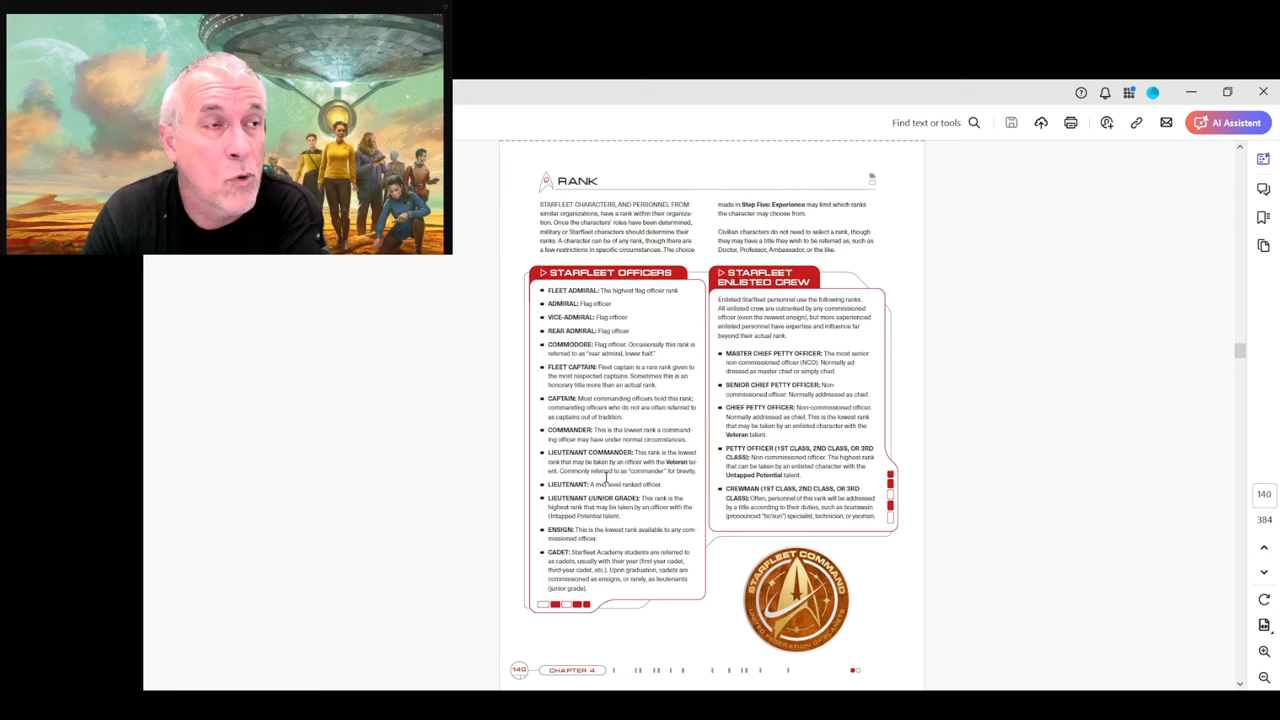 Find text or tools
AI Assistant
RANK
STARFLEET CHARACTERS, AND PERSONNEL FROM
similar organizations, have a rank within their organiza-
tion. Once the characters' roles have been determined,
military or Starfleet characters should determine their
ranks. A character can be of any rank, though there are
a few restrictions in specific circumstances. The choice
made in Step Five: Experience may limit which ranks
the character may choose from.
Civilian characters do not need to select a rank, though
they may have a title they wish to be referred as, such as
Doctor, Professor, Ambassador, or the like.
STARFLEET OFFICERS
FLEET ADMIRAL: The highest flag officer rank
ADMIRAL: Flag officer
VICE-ADMIRAL: Flag officer
REAR ADMIRAL: Flag officer
COMMODORE: Flag officer. Occasionally this rank is
referred to as "rear admiral, lower half."
FLEET CAPTAIN: Fleet captain is a rare rank given to
the most respected captains. Sometimes this is an
honorary title more than an actual rank.
CAPTAIN: Most commanding officers hold this rank;
commanding officers who do not are often referred to
as captains out of tradition.
COMMANDER: This is the lowest rank a command-
ing officer may have under normal circumstances.
LIEUTENANT COMMANDER: This rank is the lowest
rank that may be taken by an officer with the Veteran tal-
ent. Commonly referred to as "commander" for brevity.
LIEUTENANT: A mid-level ranked officer.
LIEUTENANT (JUNIOR GRADE): This rank is the
highest rank that may be taken by an officer with the
Untapped Potential talent.
ENSIGN: This is the lowest rank available to any com-
missioned officer.
CADET: Starfleet Academy students are referred to
as cadets, usually with their year (first-year cadet,
third-year cadet, etc.). Upon graduation, cadets are
commissioned as ensigns, or rarely, as lieutenants
(junior grade).
STARFLEET
ENLISTED CREW
Enlisted Starfleet personnel use the following ranks.
All enlisted crew are outranked by any commissioned
officer (even the newest ensign), but more experienced
enlisted personnel have expertise and influence far
beyond their actual rank.
MASTER CHIEF PETTY OFFICER: The most senior
non-commissioned officer (NCO). Normally ad-
dressed as master chief or simply chief.
SENIOR CHIEF PETTY OFFICER: Non-
commissioned officer. Normally addressed as chief.
CHIEF PETTY OFFICER: Non-commissioned officer.
Normally addressed as chief. This is the lowest rank
that may be taken by an enlisted character with the
Veteran talent.
PETTY OFFICER (1ST CLASS, 2ND CLASS, OR 3RD
CLASS): Non-commissioned officer. The highest rank
that can be taken by an enlisted character with the
Untapped Potential talent.
CREWMAN (1ST CLASS, 2ND CLASS, OR 3RD
CLASS): Often, personnel of this rank will be addressed
by a title according to their duties, such as boatswain
(pronounced "bo'sun") specialist, technician, or yeoman.
STARFLEET COMMAND
UNITED FEDERATION OF PLANETS
140
CHAPTER 4
140
384